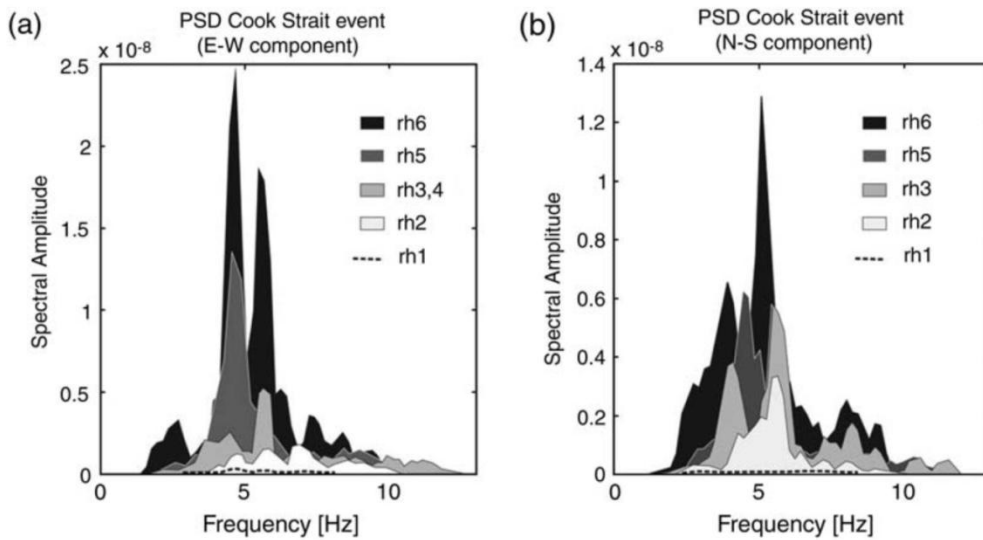 (a)
PSD Cook Strait event
(E-W component)
x 10-8
2.5
2
1.5
1
0.5
0
Spectral Amplitude
rh6
rh5
rh3,4
rh2
rh1
0
5
10
Frequency [Hz]
(b)
PSD Cook Strait event
(N-S component)
x 10-8
1.4
1.2
1
0.8
0.6
0.4
0.2
0
Spectral Amplitude
rh6
rh5
rh3
rh2
rh1
0
5
10
Frequency [Hz]